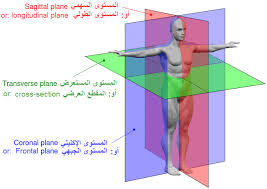 Sagittal plane المستوى السهمي
or: longitudinal plane أو: المستوى الطولي
Transverse plane المستوى المستعرض
or: cross-section أو: المقطع العرضي
Coronal plane المستوى الإكليلي
or: Frontal plane أو: المستوى الجبهي